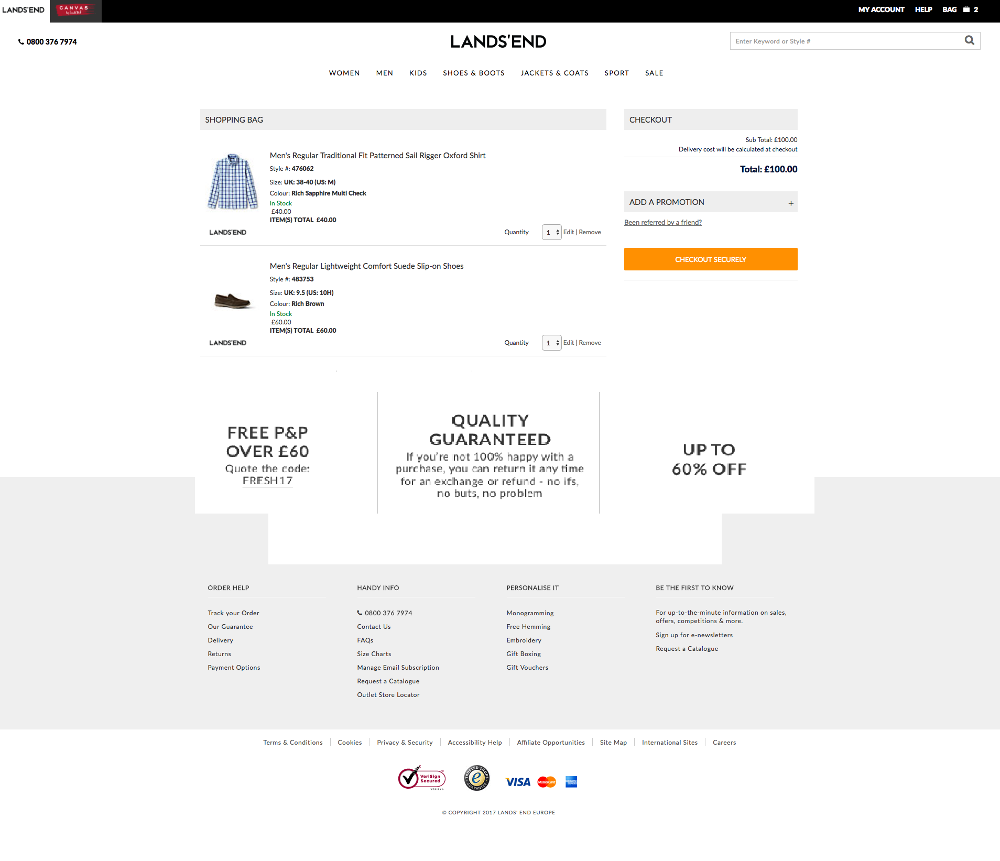 LANDS'END
CANVAS
by Lands' End
MY ACCOUNT HELP BAG 2
0800 376 7974
LANDS'END
Enter Keyword or Style #
WOMEN MEN KIDS SHOES & BOOTS JACKETS & COATS SPORT SALE
SHOPPING BAG
Men's Regular Traditional Fit Patterned Sail Rigger Oxford Shirt
Style #: 476062
Size: UK: 38-40 (US: M)
Colour: Rich Sapphire Multi Check
In Stock
£40.00
ITEM(S) TOTAL £40.00
LANDS'END
Quantity 1 Edit | Remove
Men's Regular Lightweight Comfort Suede Slip-on Shoes
Style #: 483753
Size: UK: 9.5 (US: 10H)
Colour: Rich Brown
In Stock
£60.00
ITEM(S) TOTAL £60.00
LANDS'END
Quantity 1 Edit | Remove
CHECKOUT
Sub Total: £100.00
Delivery cost will be calculated at checkout
Total: £100.00
ADD A PROMOTION +
Been referred by a friend?
CHECKOUT SECURELY
FREE P&P
OVER £60
Quote the code:
FRESH17
QUALITY
GUARANTEED
If you're not 100% happy with a
purchase, you can return it any time
for an exchange or refund - no ifs,
no buts, no problem
UP TO
60% OFF
ORDER HELP
Track your Order
Our Guarantee
Delivery
Returns
Payment Options
HANDY INFO
0800 376 7974
Contact Us
FAQs
Size Charts
Manage Email Subscription
Request a Catalogue
Outlet Store Locator
PERSONALISE IT
Monogramming
Free Hemming
Embroidery
Gift Boxing
Gift Vouchers
BE THE FIRST TO KNOW
For up-to-the-minute information on sales,
offers, competitions & more.
Sign up for e-newsletters
Request a Catalogue
Terms & Conditions Cookies Privacy & Security Accessibility Help Affiliate Opportunities Site Map International Sites Careers
VeriSign
Secured
VERIFY
TRUSTED SHOPS
GUARANTEE
VISA
MasterCard
© COPYRIGHT 2017 LANDS' END EUROPE